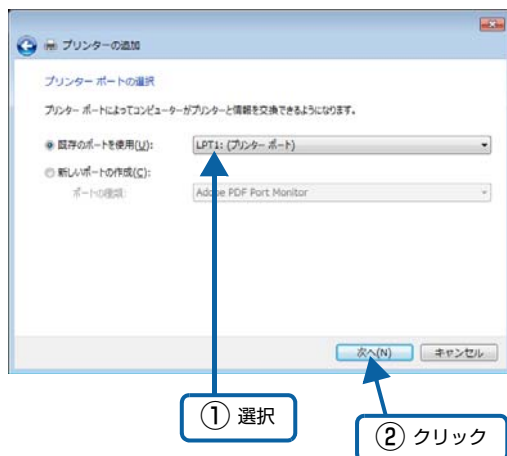 プリンターの追加
プリンター ポートの選択
プリンター ポートによってコンピューターがプリンターと情報を交換できるようになります。
既存のポートを使用(U): LPT1: (プリンター ポート)
新しいポートの作成(C):
ポートの種類: Adobe PDF Port Monitor
次へ(N) キャンセル
① 選択
② クリック